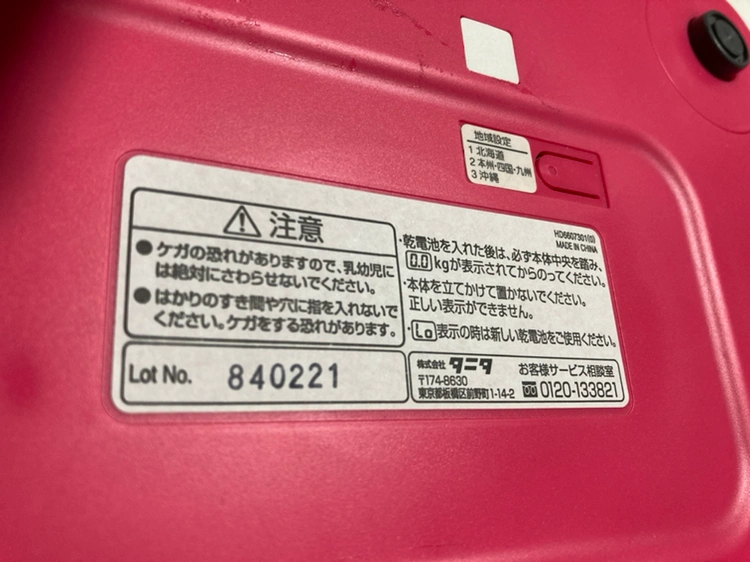 地域設定
1 北海道
2 本州・四国・九州
3 沖縄
注意
●ケガの恐れがありますので、乳幼児に
は絶対にさわらせないでください。
●はかりのすき間や穴に指を入れないで
ください。ケガをする恐れがあります。
Lot No. 840221
HD6607301(0)
MADE IN CHINA
・乾電池を入れた後は、必ず本体中央を踏み、
0.0kgが表示されてからのってください。
・本体を立てかけて置かないでください。
正しい表示ができません。
・Lo表示の時は新しい乾電池をご使用ください。
株式会社タニタ
〒174-8630
東京都板橋区前野町1-14-2
お客様サービス相談室
0120-133821